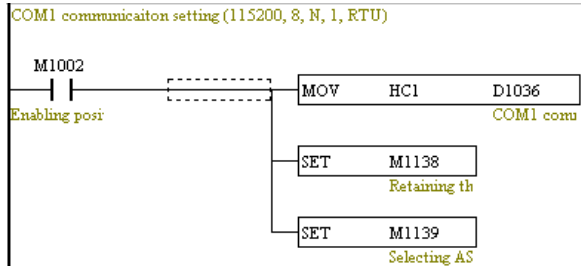 COM1 communicaiton setting (115200, 8, N, 1, RTU)
M1002
MOV HC1 D1036
Enabling posi
COM1 comu
SET M1138
Retaining th
SET M1139
Selecting AS